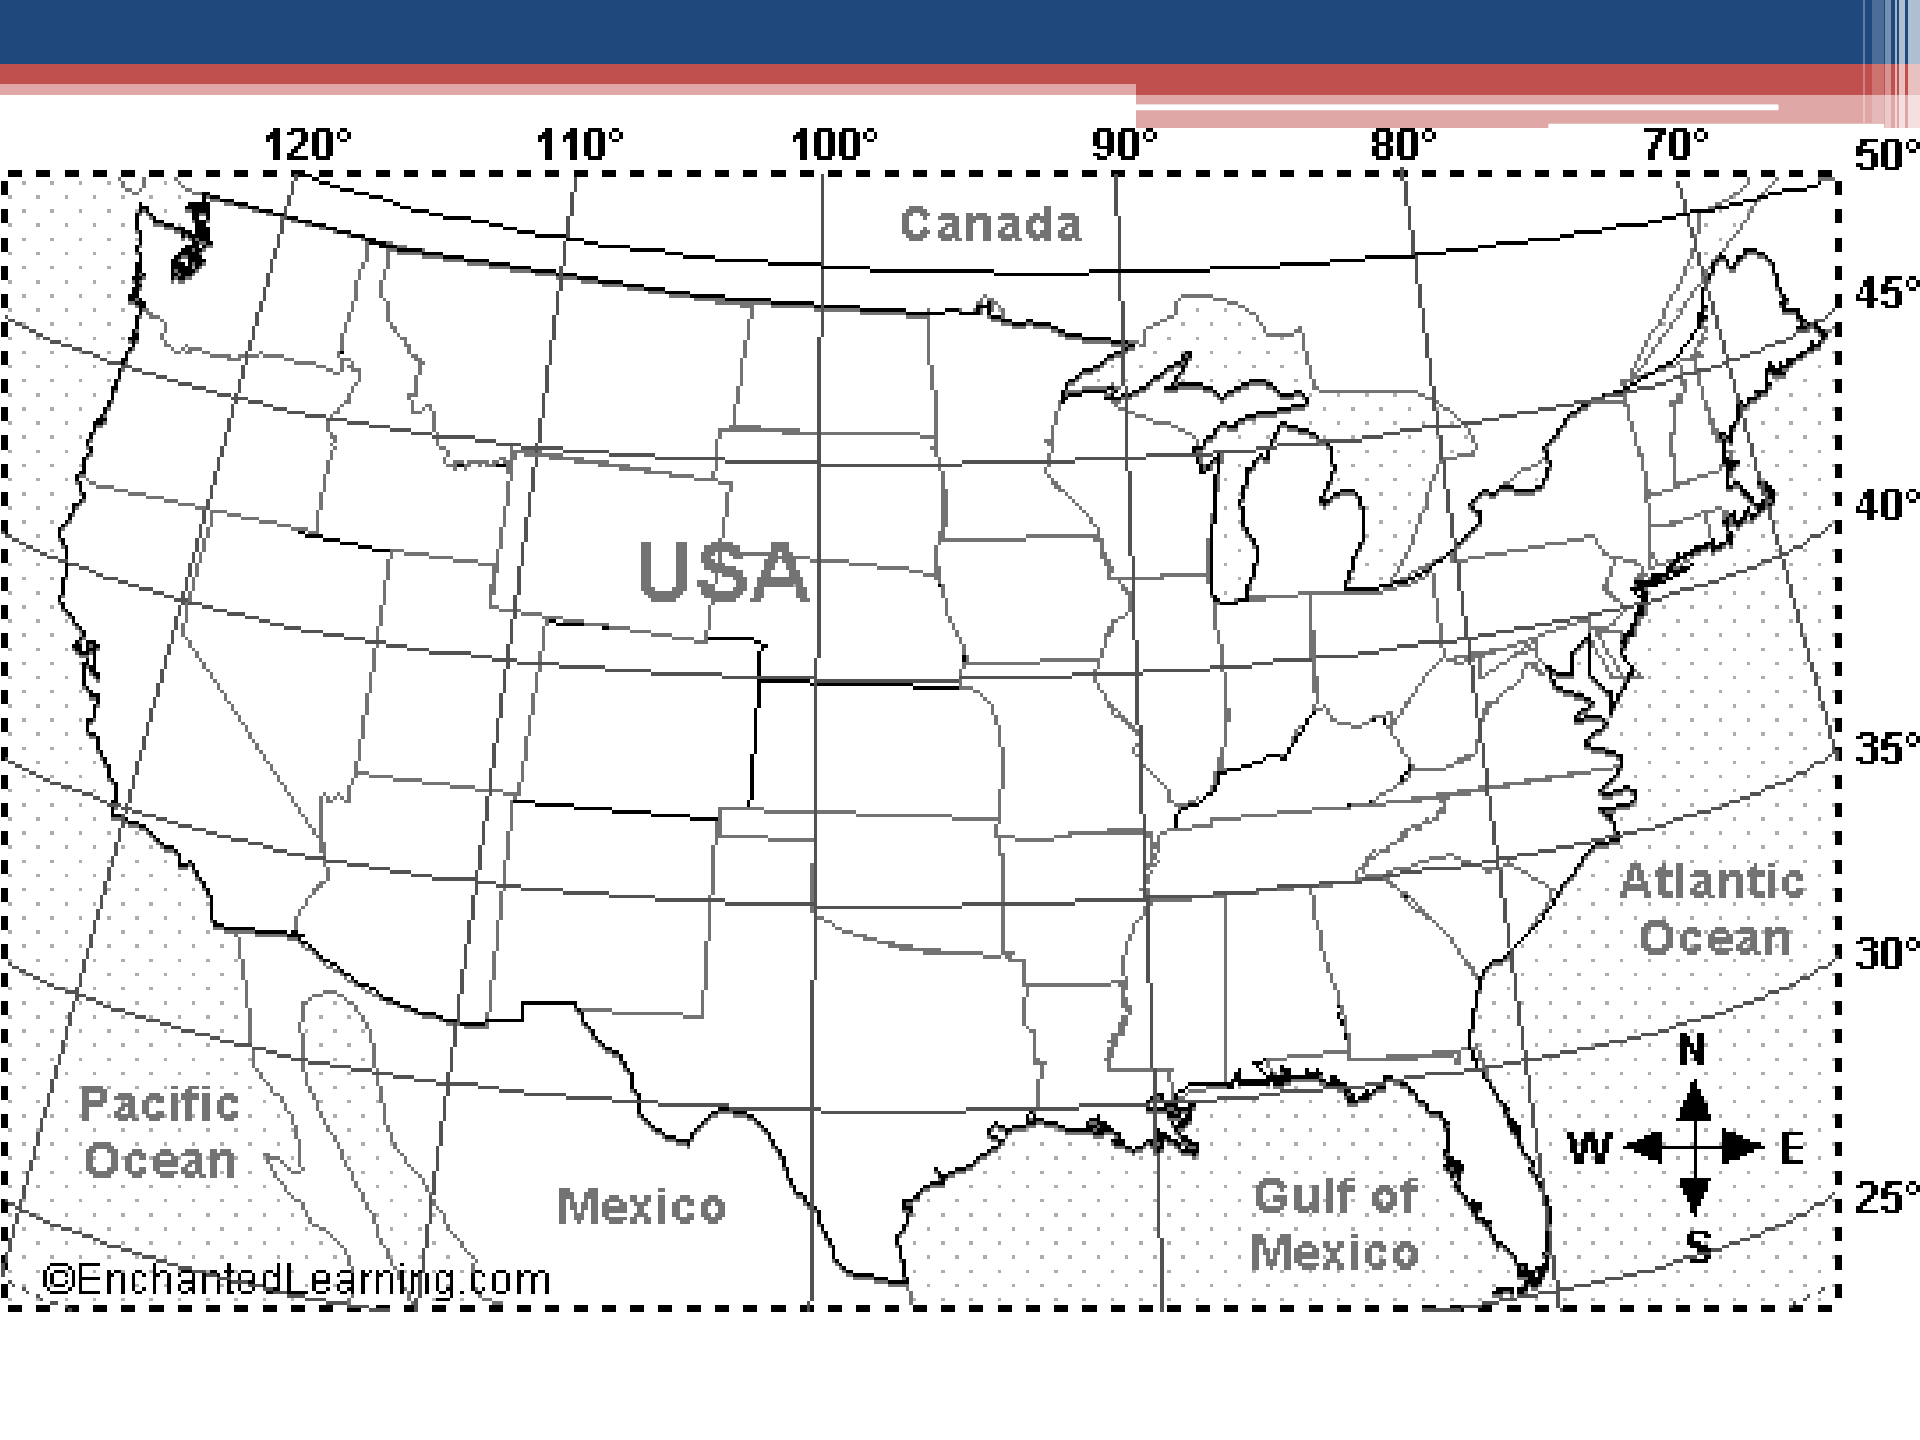 120° 110° 100° 90° 80° 70° 50°
Canada
45°
40°
USA
35°
Atlantic
Ocean
30°
N
Pacific
Ocean
W E
Mexico
Gulf of
Mexico
25°
S
©EnchantedLearning.com